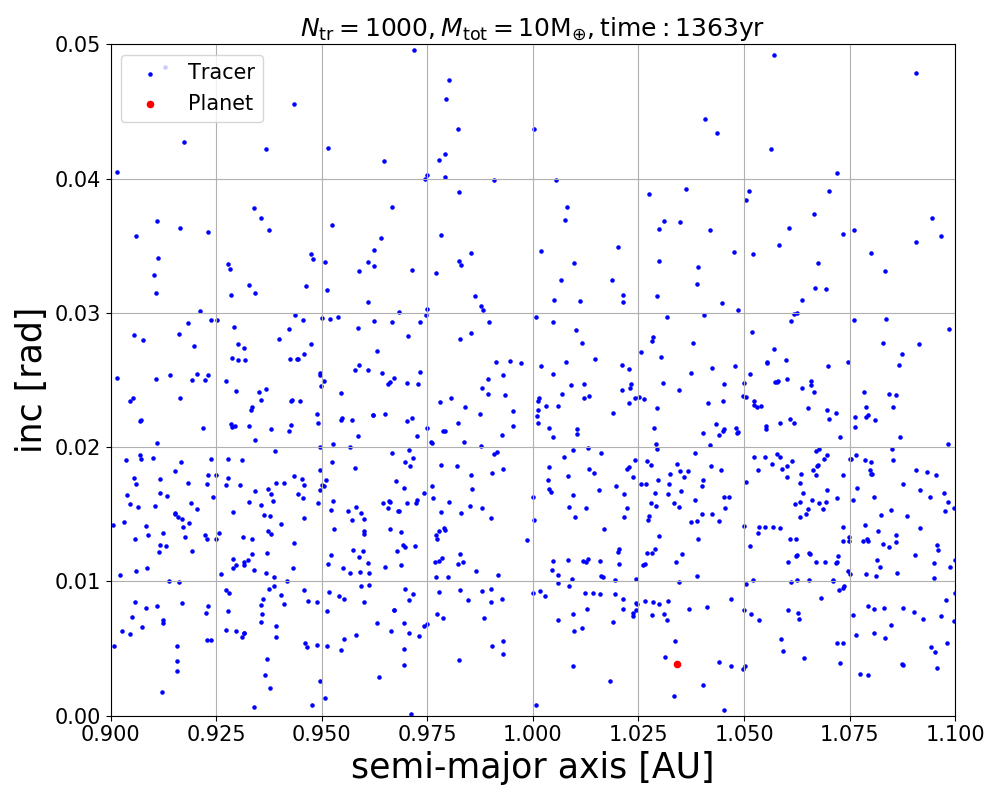 N_tr = 1000, M_tot = 10M_⊕, time : 1363yr
Tracer
Planet
inc [rad]
0.05
0.04
0.03
0.02
0.01
0.00
0.900 0.925 0.950 0.975 1.000 1.025 1.050 1.075 1.100
semi-major axis [AU]